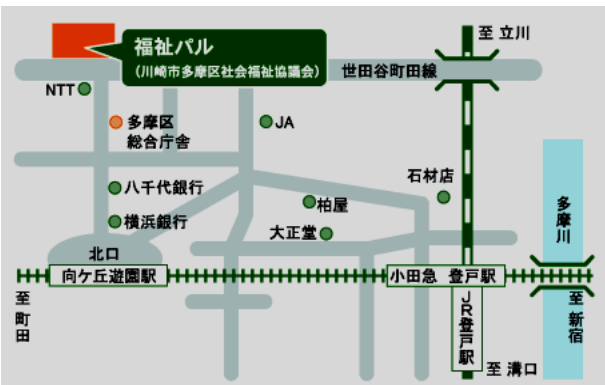 至 立川
福祉パル
（川崎市多摩区社会福祉協議会）
世田谷町田線
NTT
多摩区
総合庁舎
JA
石材店
八千代銀行
柏屋
多摩川
横浜銀行
大正堂
北口
向ケ丘遊園駅
小田急 登戸駅
至町田
JR登戸駅
至新宿
至 溝口